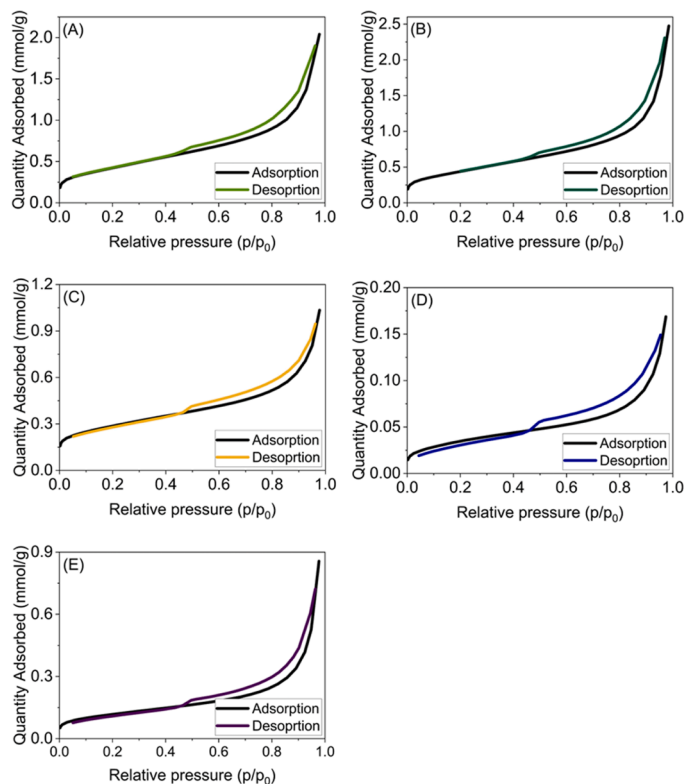 (A)
Quantity Adsorbed (mmol/g)
2.0
1.5
1.0
0.5
0.0
0.0 0.2 0.4 0.6 0.8 1.0
Relative pressure (p/p₀)
Adsorption
Desoprtion
(B)
Quantity Adsorbed (mmol/g)
2.5
2.0
1.5
1.0
0.5
0.0
0.0 0.2 0.4 0.6 0.8 1.0
Relative pressure (p/p₀)
Adsorption
Desoprtion
(C)
Quantity Adsorbed (mmol/g)
1.2
0.9
0.6
0.3
0.0
0.0 0.2 0.4 0.6 0.8 1.0
Relative pressure (p/p₀)
Adsorption
Desoprtion
(D)
Quantity Adsorbed (mmol/g)
0.20
0.15
0.10
0.05
0.00
0.0 0.2 0.4 0.6 0.8 1.0
Relative pressure (p/p₀)
Adsorption
Desoprtion
(E)
Quantity Adsorbed (mmol/g)
0.9
0.6
0.3
0.0
0.0 0.2 0.4 0.6 0.8 1.0
Relative pressure (p/p₀)
Adsorption
Desoprtion